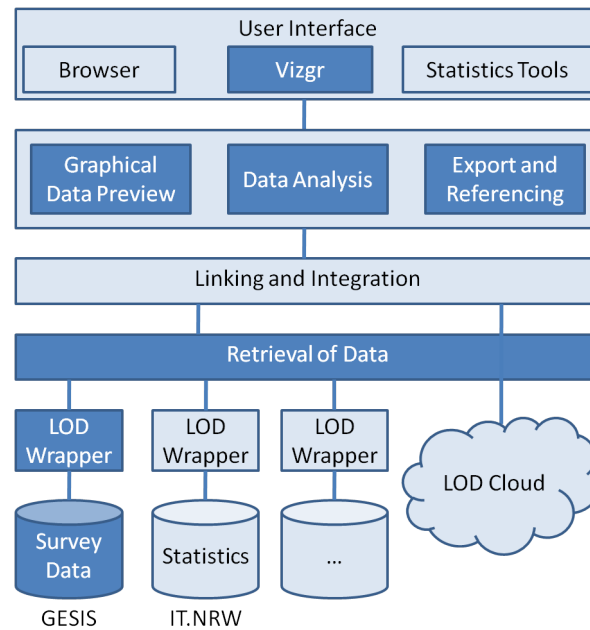 User Interface
Browser
Vizgr
Statistics Tools
Graphical
Data Preview
Data Analysis
Export and
Referencing
Linking and Integration
Retrieval of Data
LOD
Wrapper
LOD
Wrapper
LOD
Wrapper
LOD Cloud
Survey
Data
Statistics
...
GESIS
IT.NRW